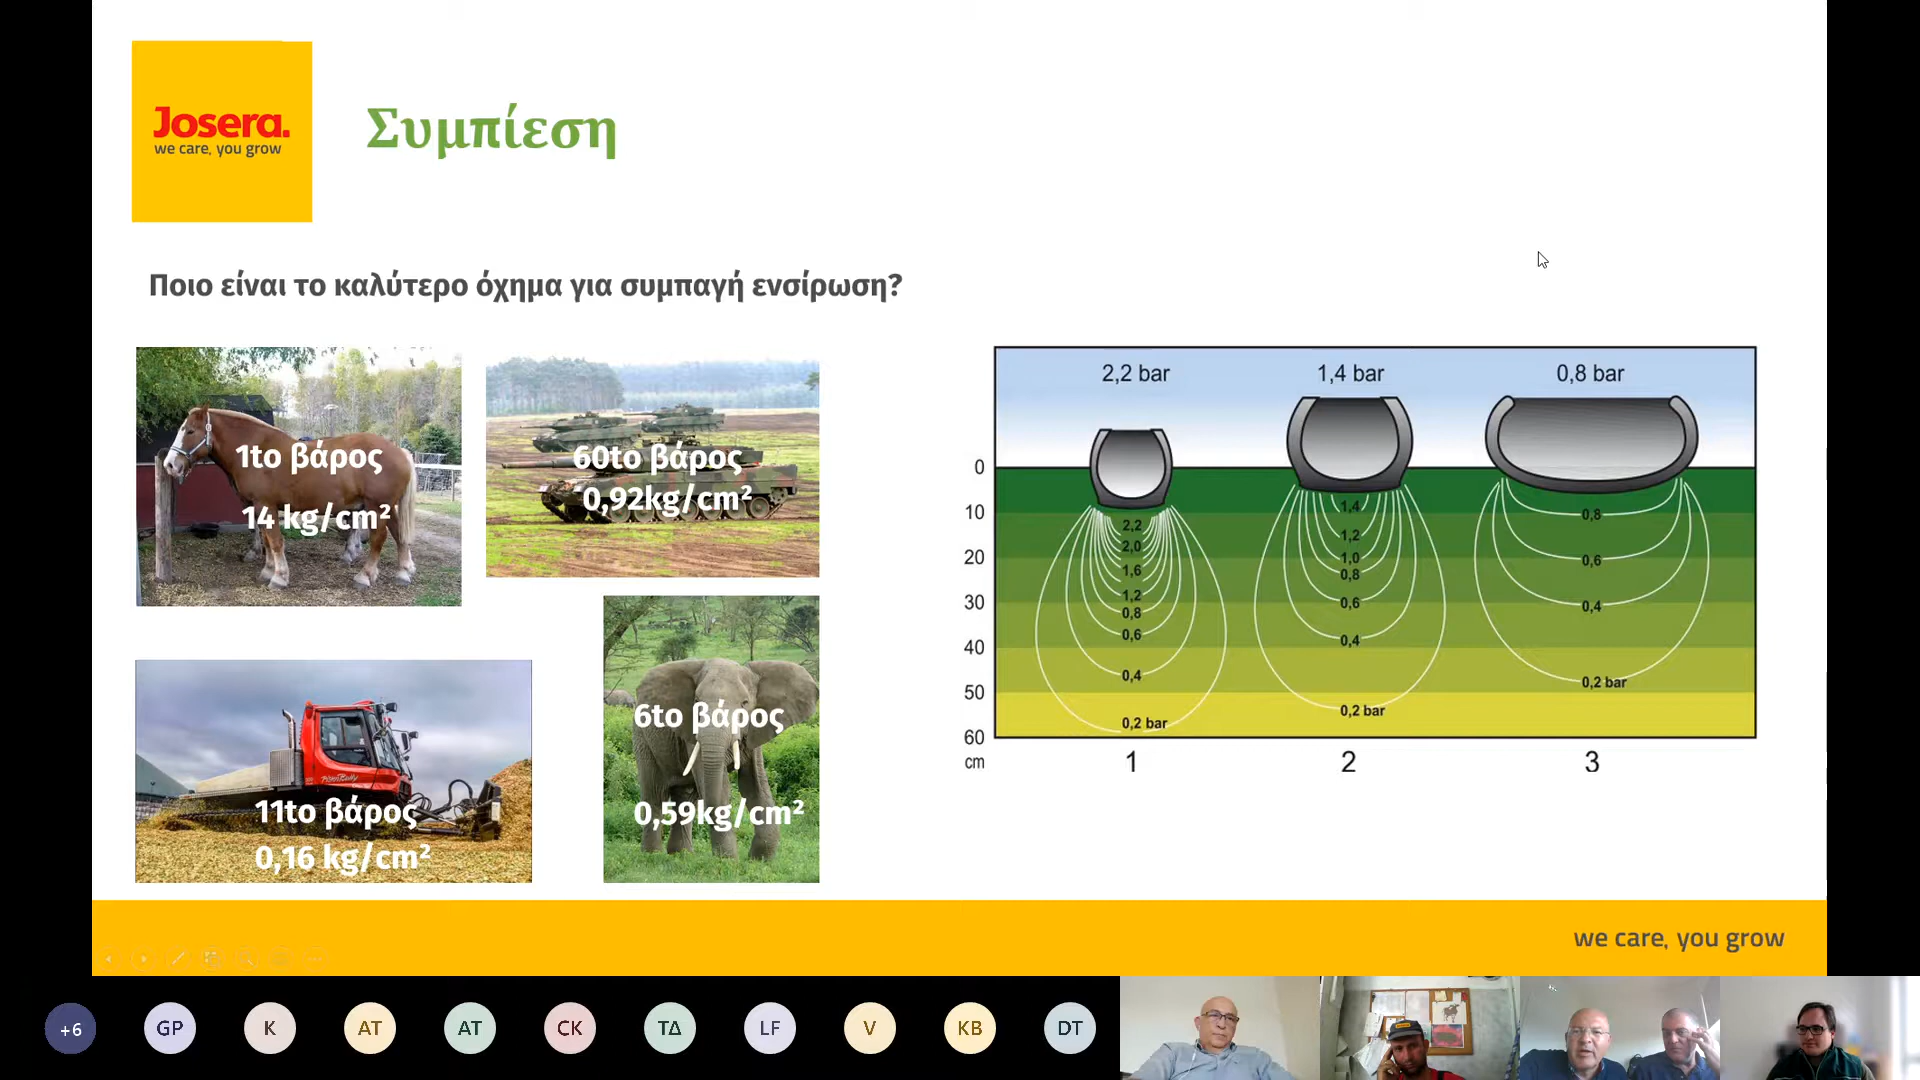 Josera.
we care, you grow
Συμπίεση
Ποιο είναι το καλύτερο όχημα για συμπαγή ενσίρωση?
1to βάρος
14 kg/cm²
60to βάρος
0,92kg/cm²
11to βάρος
0,16 kg/cm²
6to βάρος
0,59kg/cm²
2,2 bar
1,4 bar
0,8 bar
0
10
20
30
40
50
60
cm
2,2
2,0
1,6
1,2
0,8
0,6
0,4
0,2 bar
1,4
1,2
1,0
0,8
0,6
0,4
0,2 bar
0,8
0,6
0,4
0,2 bar
1
2
3
we care, you grow
+6
GP
K
AT
AT
CK
ΤΔ
LF
V
KB
DT